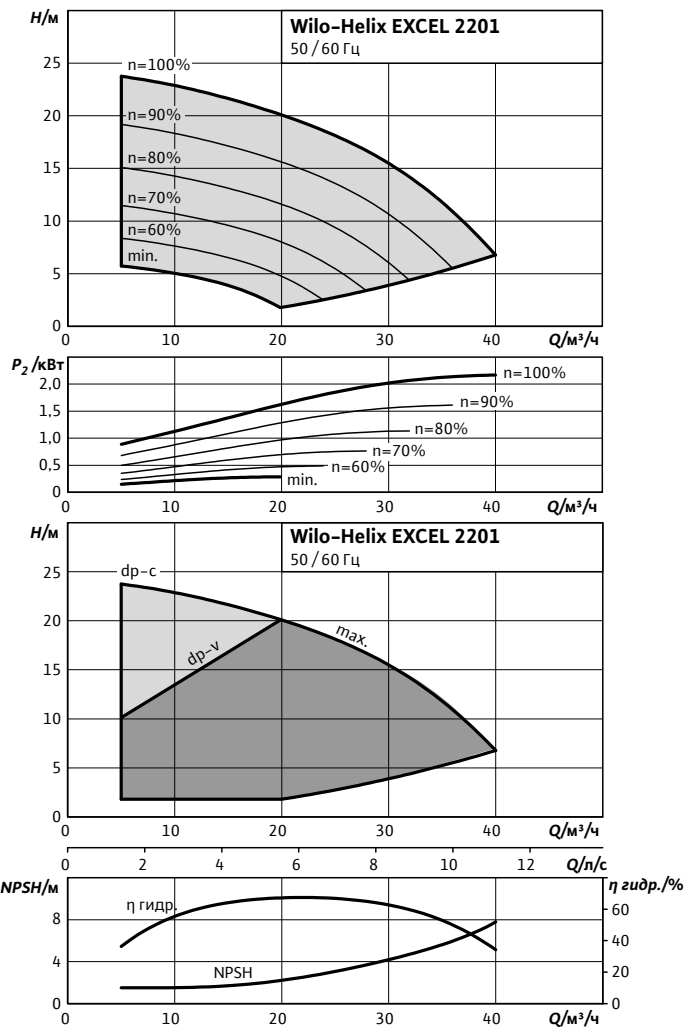 H/м
Wilo-Helix EXCEL 2201
50 / 60 Гц
25
n=100%
20
n=90%
15
n=80%
n=70%
10
n=60%
min.
5
0
0 10 20 30 40 Q/м³/ч
P₂ /кВт
2,0
n=100%
1,5
n=90%
1,0
n=80%
n=70%
0,5
n=60%
min.
0
0 10 20 30 40 Q/м³/ч
H/м
Wilo-Helix EXCEL 2201
50 / 60 Гц
25
dp-c
20
max.
dp-v
15
10
5
0
0 10 20 30 40 Q/м³/ч
0 2 4 6 8 10 12 Q/л/с
NPSH/м
η гидр./%
η гидр.
8
60
40
4
NPSH
20
0
0
0 10 20 30 40 Q/м³/ч